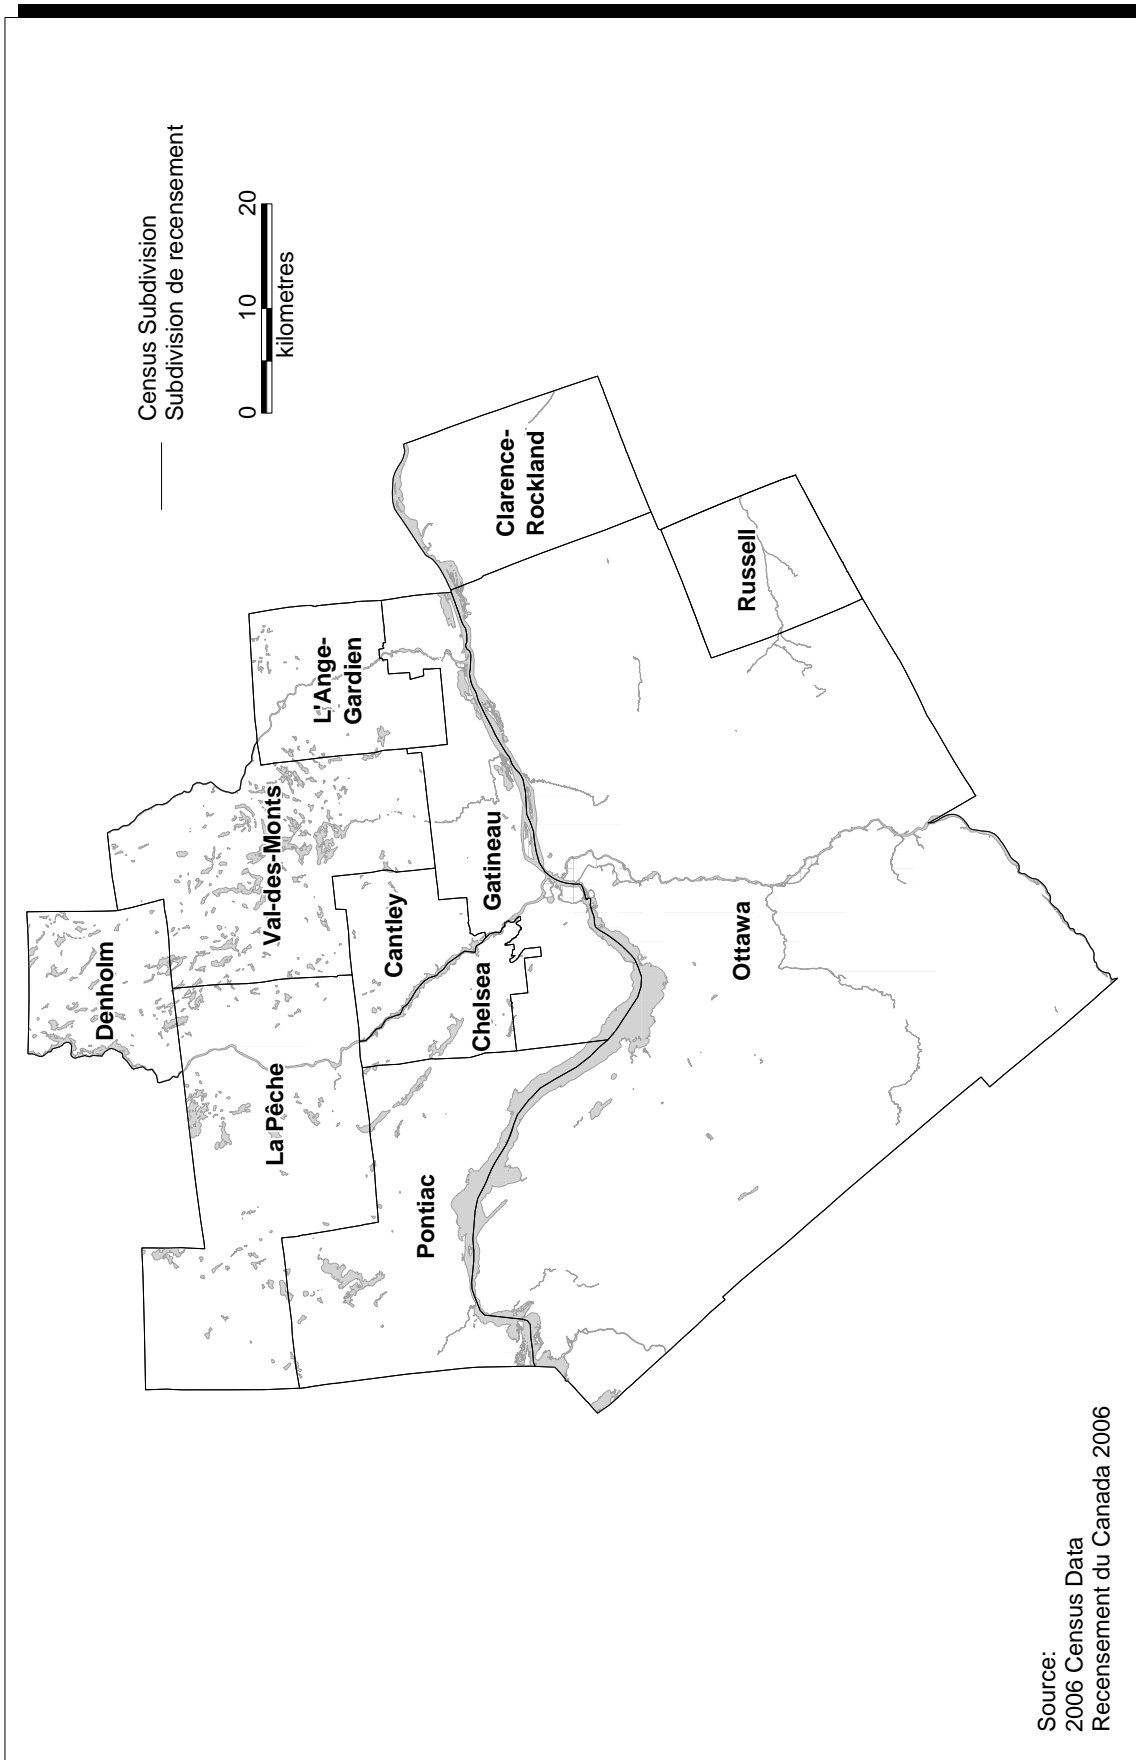 Census Subdivision
Subdivision de recensement
0 10 20
kilometres
Denholm
La Pêche
Val-des-Monts
L'Ange-
Gardien
Cantley
Pontiac
Chelsea
Gatineau
Clarence-
Rockland
Ottawa
Russell
Source:
2006 Census Data
Recensement du Canada 2006